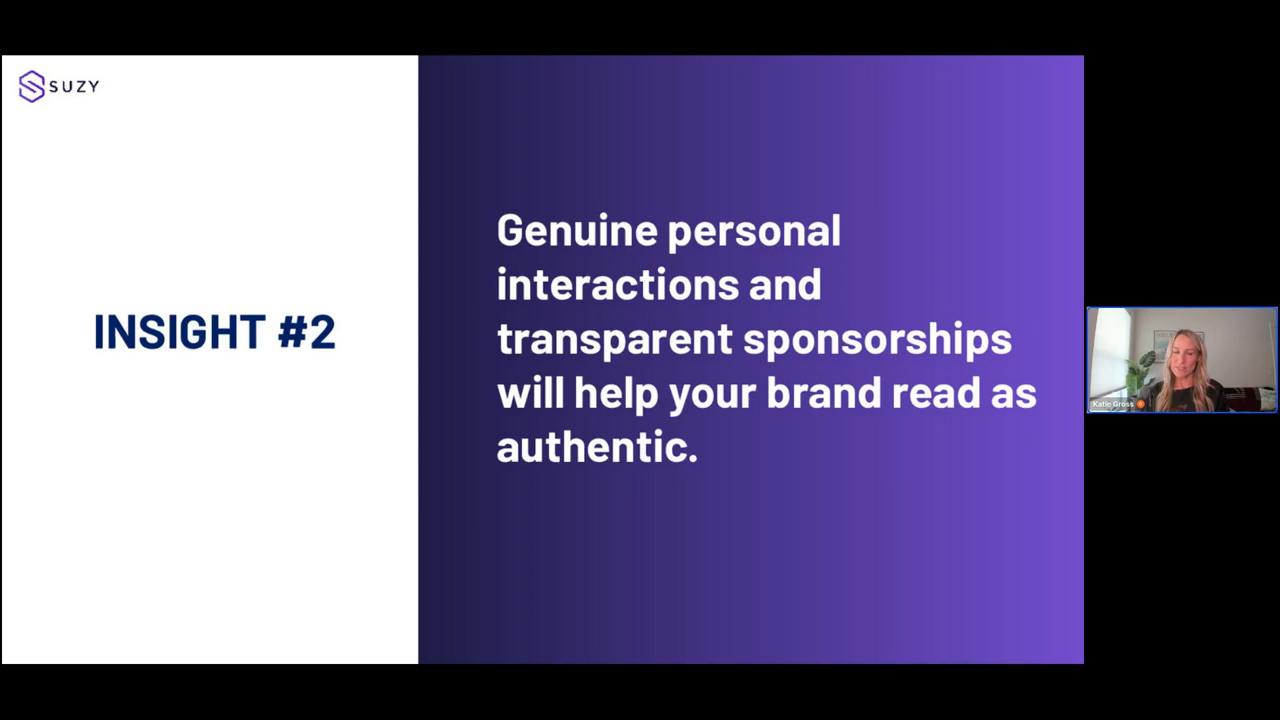 SUZY
INSIGHT #2
Genuine personal
interactions and
transparent sponsorships
will help your brand read as
authentic.
Katie Gross